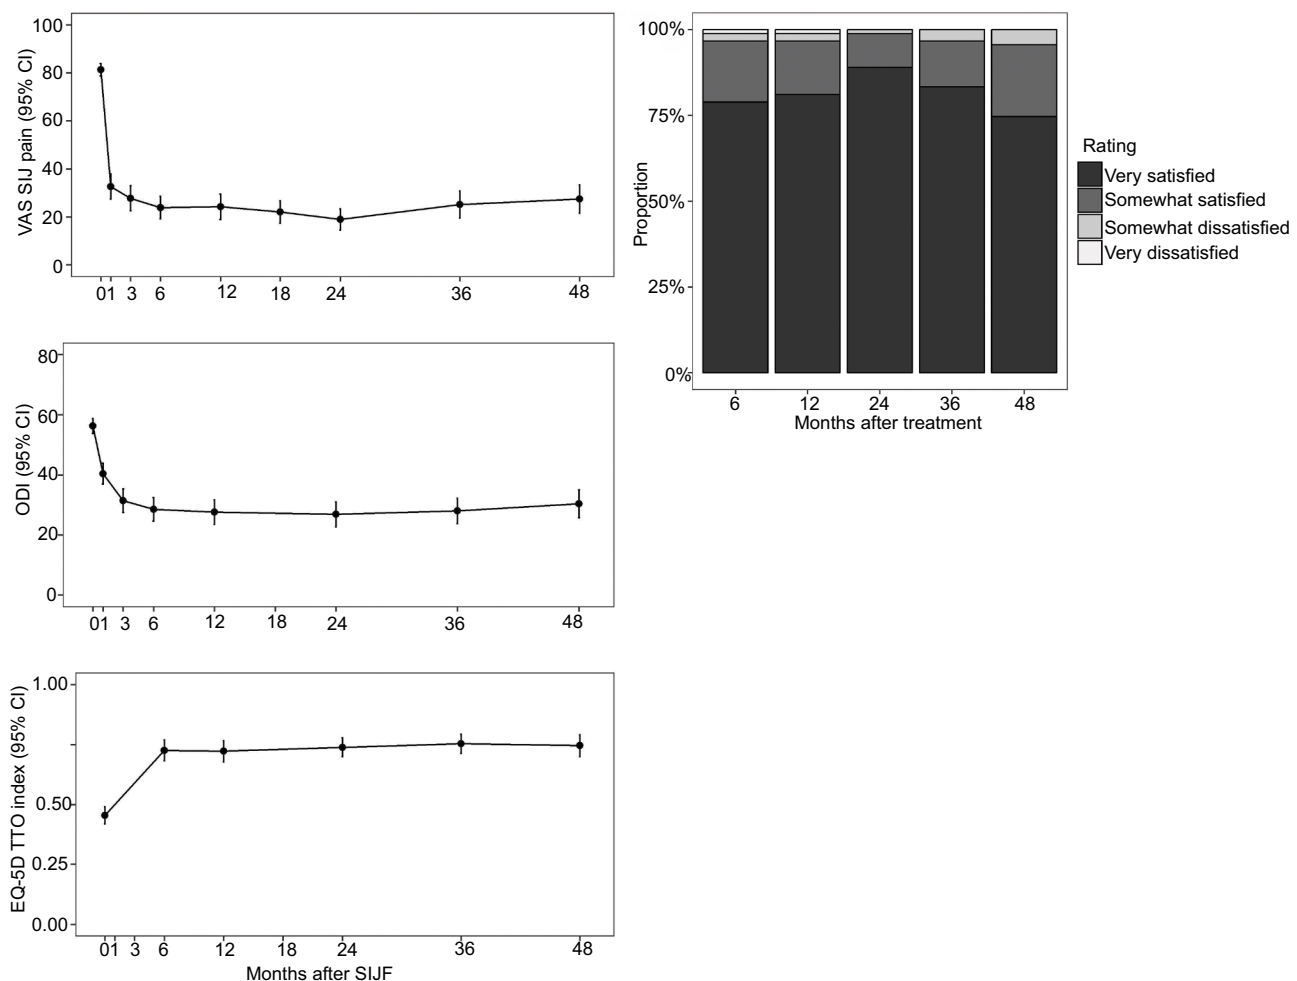 VAS SIJ pain (95% CI)
100
80
60
40
20
0
01 3 6 12 18 24 36 48
ODI (95% CI)
80
60
40
20
0
01 3 6 12 18 24 36 48
EQ-5D TTO index (95% CI)
1.00
0.50
0.25
0.00
01 3 6 12 18 24 36 48
Months after SIJF
Proportion
100%
75%
50%
25%
0%
6 12 24 36 48
Months after treatment
Rating
Very satisfied
Somewhat satisfied
Somewhat dissatisfied
Very dissatisfied